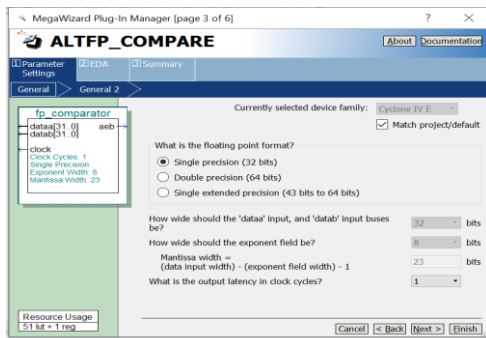 MegaWizard Plug-In Manager [page 3 of 6]
? ×
ALTFP_COMPARE
About Documentation
1 Parameter Settings
2 EDA
3 Summary
General
General 2
fp_comparator
dataa[31..0] aeb
datab[31..0]
clock
Clock Cycles: 1
Single Precision
Exponent Width: 8
Mantissa Width: 23
Currently selected device family: Cyclone IV E
Match project/default
What is the floating point format?
Single precision (32 bits)
Double precision (64 bits)
Single extended precision (43 bits to 64 bits)
How wide should the 'dataa' input, and 'datab' input buses
be? 32 bits
How wide should the exponent field be? 8 bits
Mantissa width =
(data input width) - (exponent field width) - 1 23 bits
What is the output latency in clock cycles? 1
Resource Usage
51 lut + 1 reg
Cancel < Back Next > Finish